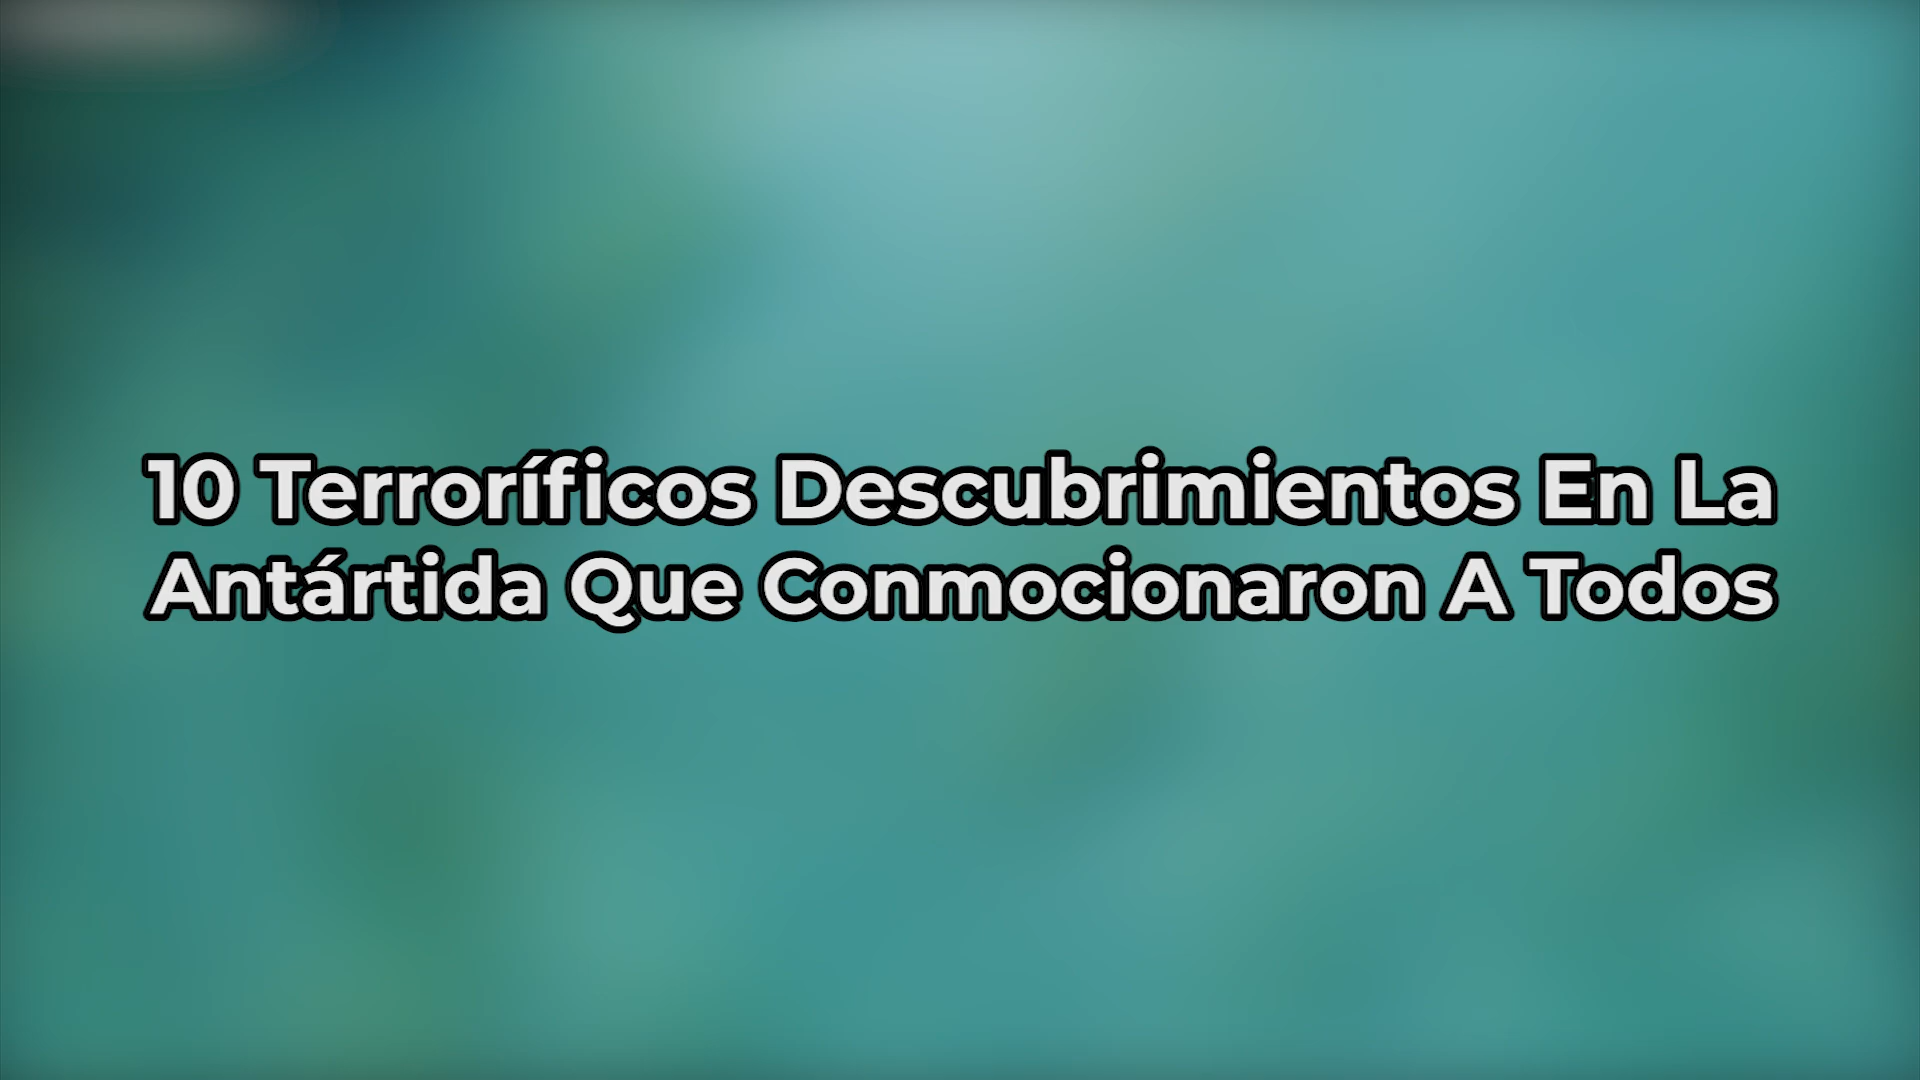 10 Terroríficos Descubrimientos En La
Antártida Que Conmocionaron A Todos